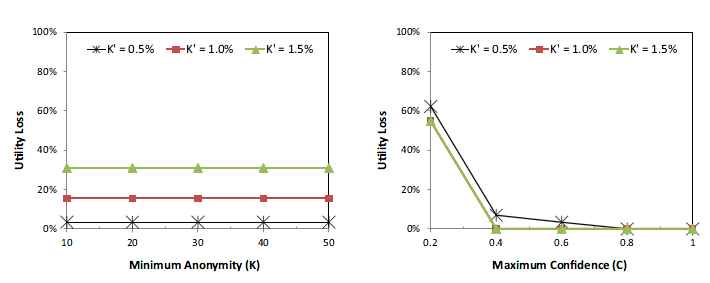 100%
K' = 0.5% K' = 1.0% K' = 1.5%
80%
60%
40%
20%
0%
10 20 30 40 50
Utility Loss
Minimum Anonymity (K)
100%
K' = 0.5% K' = 1.0% K' = 1.5%
80%
60%
40%
20%
0%
0.2 0.4 0.6 0.8 1
Utility Loss
Maximum Confidence (C)